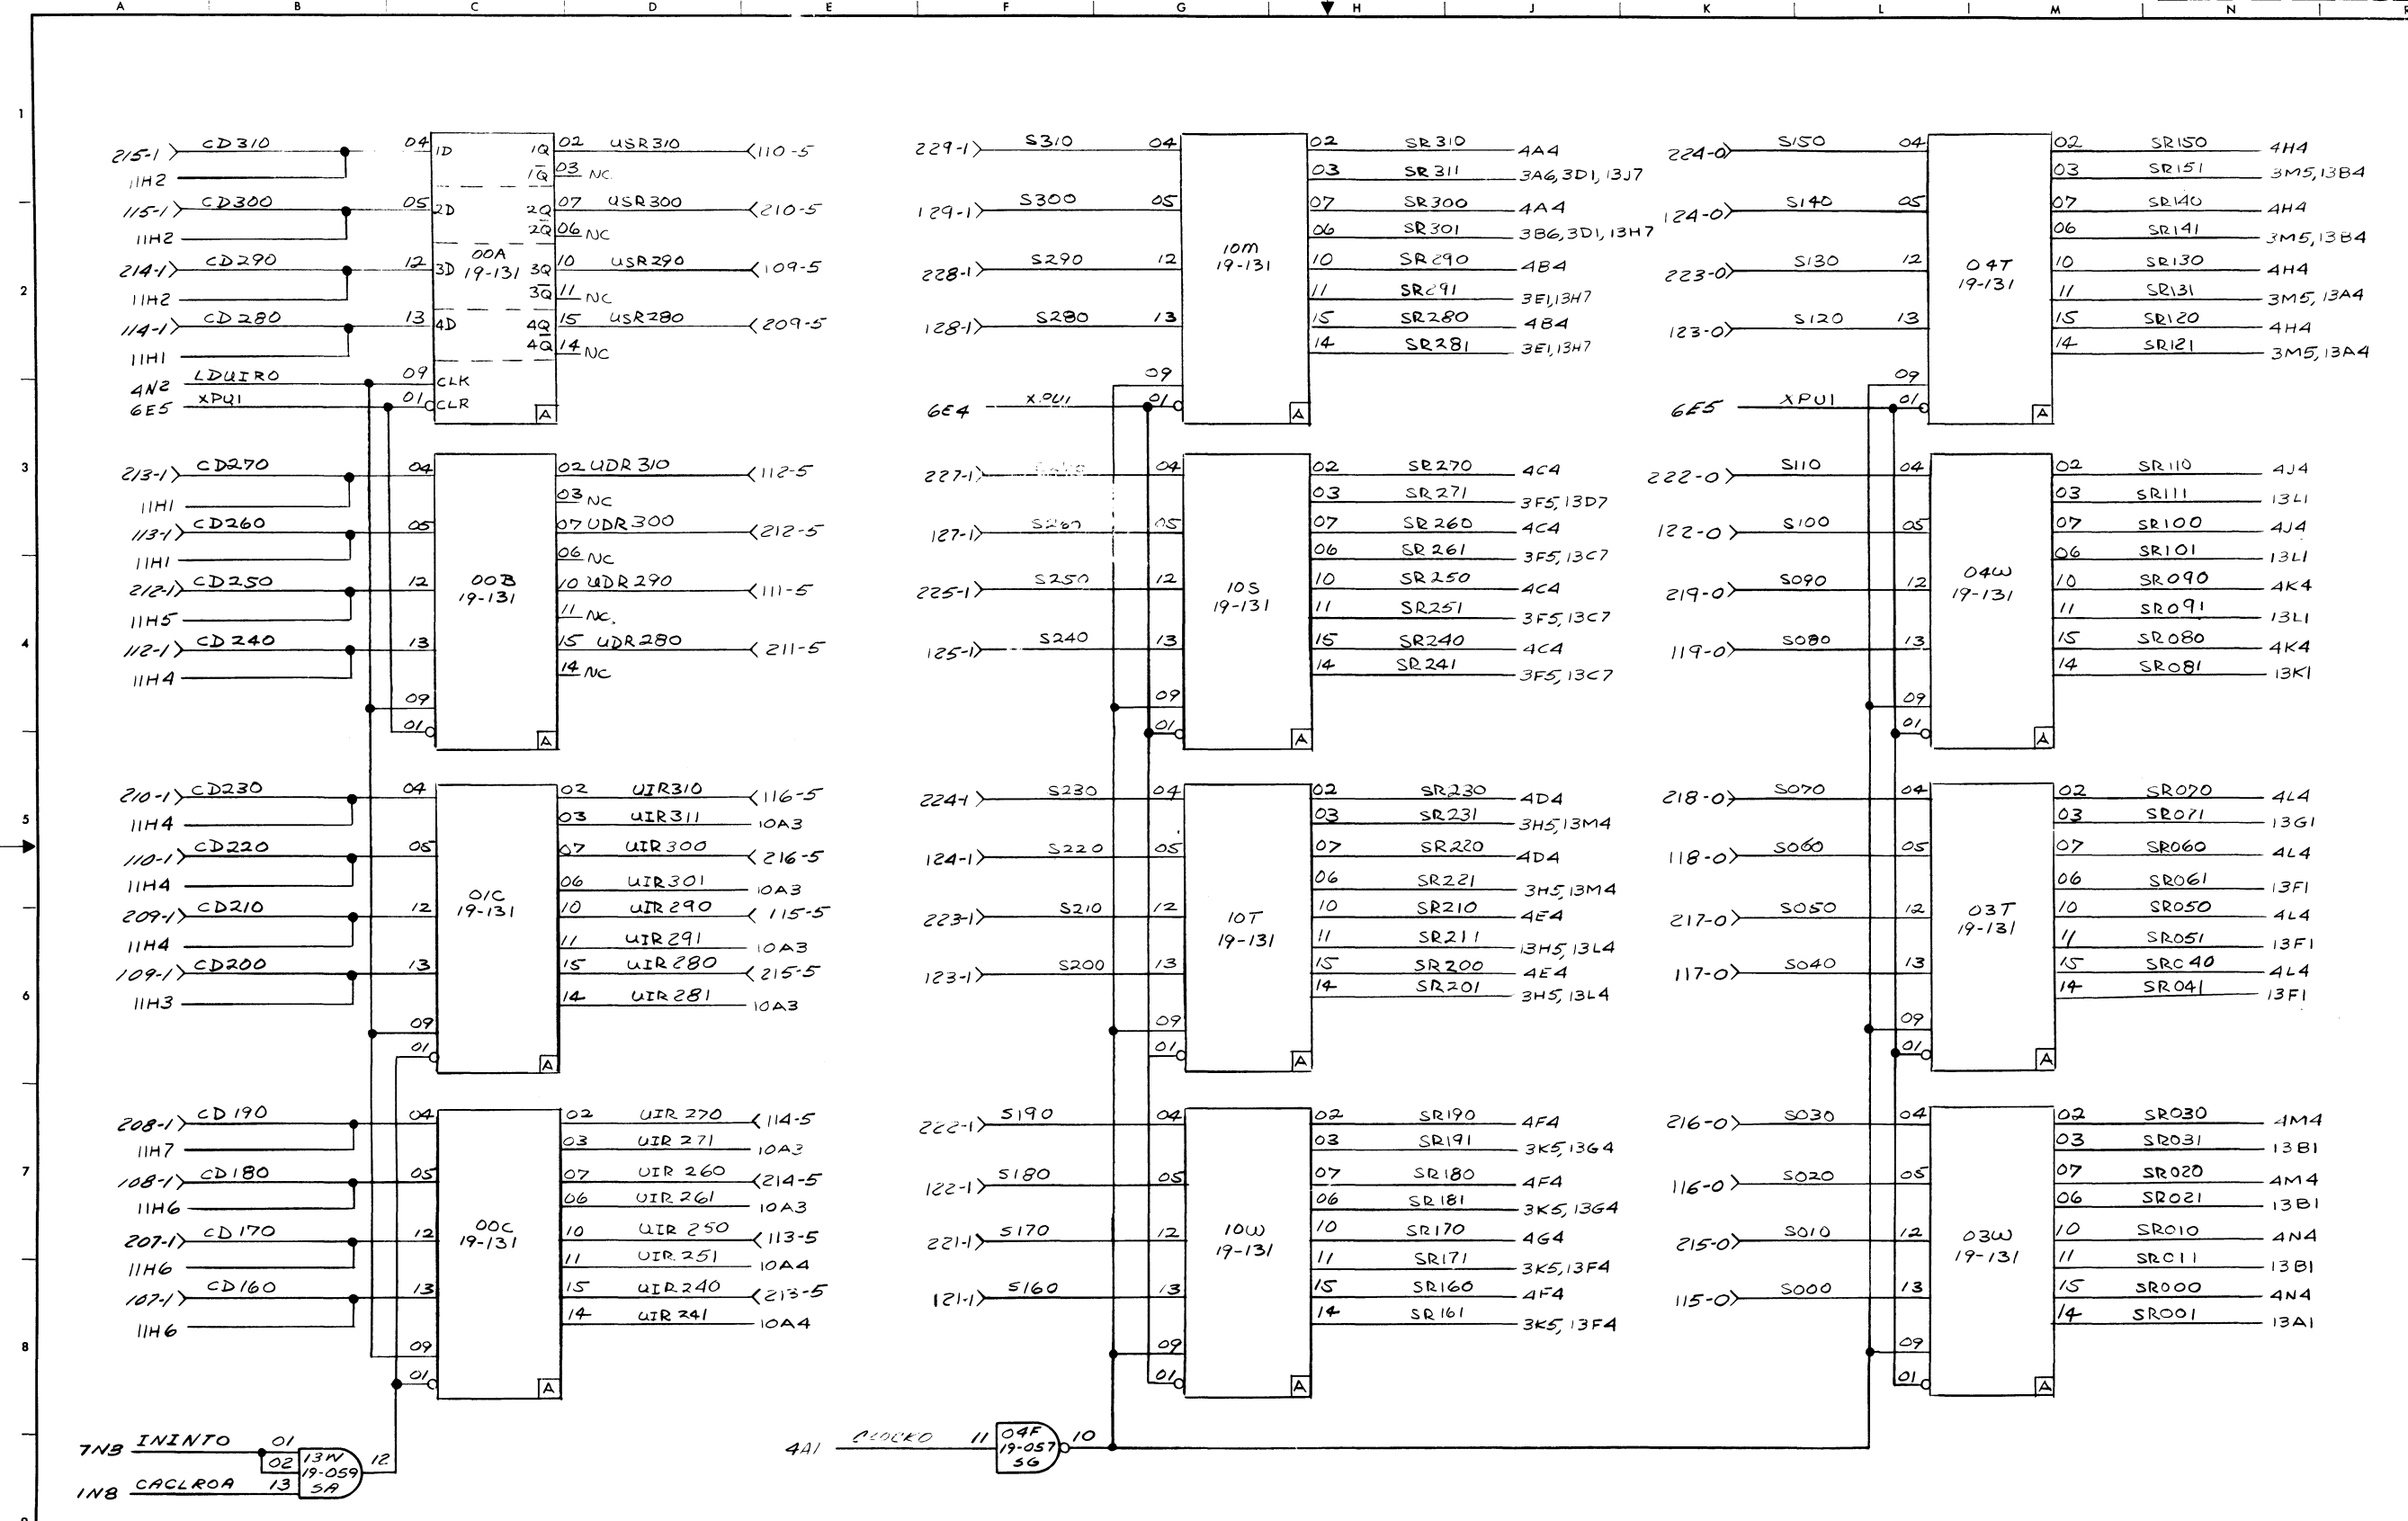 A B C D E F G H J K L M N
1
2
3
4
5
6
7
8
215-1 CD310 04 1D 1Q 02 USR310 110-5
11H2 1Q 03 NC
115-1 CD300 05 2D 2Q 07 USR300 210-5
11H2 2Q 06 NC
00A
19-131
214-1 CD290 12 3D 3Q 10 USR290 109-5
11H2 3Q 11 NC
114-1 CD280 13 4D 4Q 15 USR280 209-5
11H1 4Q 14 NC
4N2 LDUIR0 09 CLK
6E5 XPU1 01 CLR A
213-1 CD270 04 02 UDR310 112-5
11H1 03 NC
113-1 CD260 05 07 UDR300 212-5
11H1 06 NC
00B
19-131
212-1 CD250 12 10 UDR290 111-5
11H5 11 NC.
112-1 CD240 13 15 UDR280 211-5
11H4 14 NC
09
01 A
210-1 CD230 04 02 UIR310 116-5
11H4 03 UIR311 10A3
110-1 CD220 05 07 UIR300 216-5
11H4 06 UIR301 10A3
01C
19-131
209-1 CD210 12 10 UIR290 115-5
11H4 11 UIR291 10A3
109-1 CD200 13 15 UIR280 215-5
11H3 14 UIR281 10A3
09
01 A
208-1 CD190 04 02 UIR270 114-5
11H7 03 UIR271 10A3
108-1 CD180 05 07 UIR260 214-5
11H6 06 UIR261 10A3
00C
19-131
207-1 CD170 12 10 UIR250 113-5
11H6 11 UIR251 10A4
107-1 CD160 13 15 UIR240 213-5
11H6 14 UIR241 10A4
09
01 A
7N3 ININTO 01
02 13W 12
19-059
1N8 CACLROA 13 5A
229-1 S310 04 02 SR310 4A4
03 SR311 3A6,3D1,13J7
129-1 S300 05 07 SR300 4A4
06 SR301 3B6,3D1,13H7
10M
19-131
228-1 S290 12 10 SR290 4B4
11 SR291 3E1,13H7
128-1 S280 13 15 SR280 4B4
14 SR281 3E1,13H7
09
6E4 XPU1 01 A
227-1 04 02 SR270 4C4
03 SR271 3F5,13D7
127-1 S260 05 07 SR260 4C4
06 SR261 3F5,13C7
10S
19-131
225-1 S250 12 10 SR250 4C4
11 SR251 3F5,13C7
125-1 S240 13 15 SR240 4C4
14 SR241 3F5,13C7
09
01 A
224-1 S230 04 02 SR230 4D4
03 SR231 3H5,13M4
124-1 S220 05 07 SR220 4D4
06 SR221 3H5,13M4
10T
19-131
223-1 S210 12 10 SR210 4E4
11 SR211 13H5,13L4
123-1 S200 13 15 SR200 4E4
14 SR201 3H5,13L4
09
01 A
222-1 S190 04 02 SR190 4F4
03 SR191 3K5,13G4
122-1 S180 05 07 SR180 4F4
06 SR181 3K5,13G4
10W
19-131
221-1 S170 12 10 SR170 4G4
11 SR171 3K5,13F4
121-1 S160 13 15 SR160 4F4
14 SR161 3K5,13F4
09
01 A
4A1 CLOCKO 11 04F 10
19-057
5G
224-0 S150 04 02 SR150 4H4
03 SR151 3M5,13B4
124-0 S140 05 07 SR140 4H4
06 SR141 3M5,13B4
04T
19-131
223-0 S130 12 10 SR130 4H4
11 SR131 3M5,13A4
123-0 S120 13 15 SR120 4H4
14 SR121 3M5,13A4
09
6E5 XPU1 01 A
222-0 S110 04 02 SR110 4J4
03 SR111 13L1
122-0 S100 05 07 SR100 4J4
06 SR101 13L1
04W
19-131
219-0 S090 12 10 SR090 4K4
11 SR091 13L1
119-0 S080 13 15 SR080 4K4
14 SR081 13K1
09
01 A
218-0 S070 04 02 SR070 4L4
03 SR071 13G1
118-0 S060 05 07 SR060 4L4
06 SR061 13F1
03T
19-131
217-0 S050 12 10 SR050 4L4
11 SR051 13F1
117-0 S040 13 15 SR040 4L4
14 SR041 13F1
09
01 A
216-0 S030 04 02 SR030 4M4
03 SR031 13B1
116-0 S020 05 07 SR020 4M4
06 SR021 13B1
03W
19-131
215-0 S010 12 10 SR010 4N4
11 SR011 13B1
115-0 S000 13 15 SR000 4N4
14 SR001 13A1
09
01 A